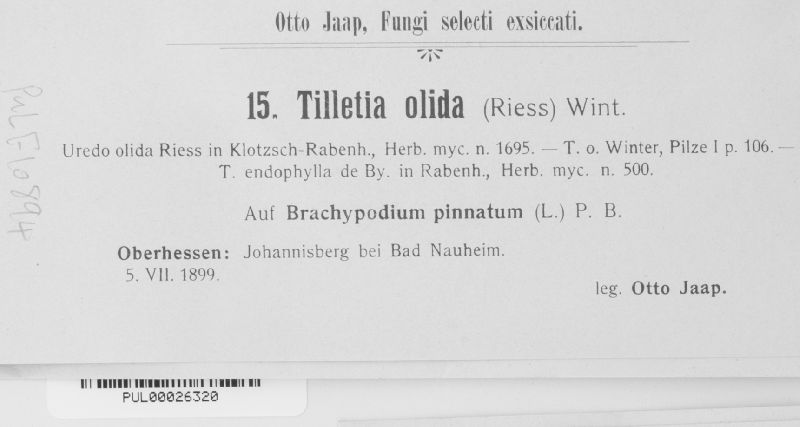 Otto Jaap, Fungi selecti exsiccati.
15. Tilletia olida (Riess) Wint.
Uredo olida Riess in Klotzsch-Rabenh., Herb. myc. n. 1695. — T. o. Winter, Pilze I p. 106. —
T. endophylla de By. in Rabenh., Herb. myc. n. 500.
Auf Brachypodium pinnatum (L.) P. B.
Oberhessen: Johannisberg bei Bad Nauheim.
5. VII. 1899.
leg. Otto Jaap.
PUL F10894
PUL00026320